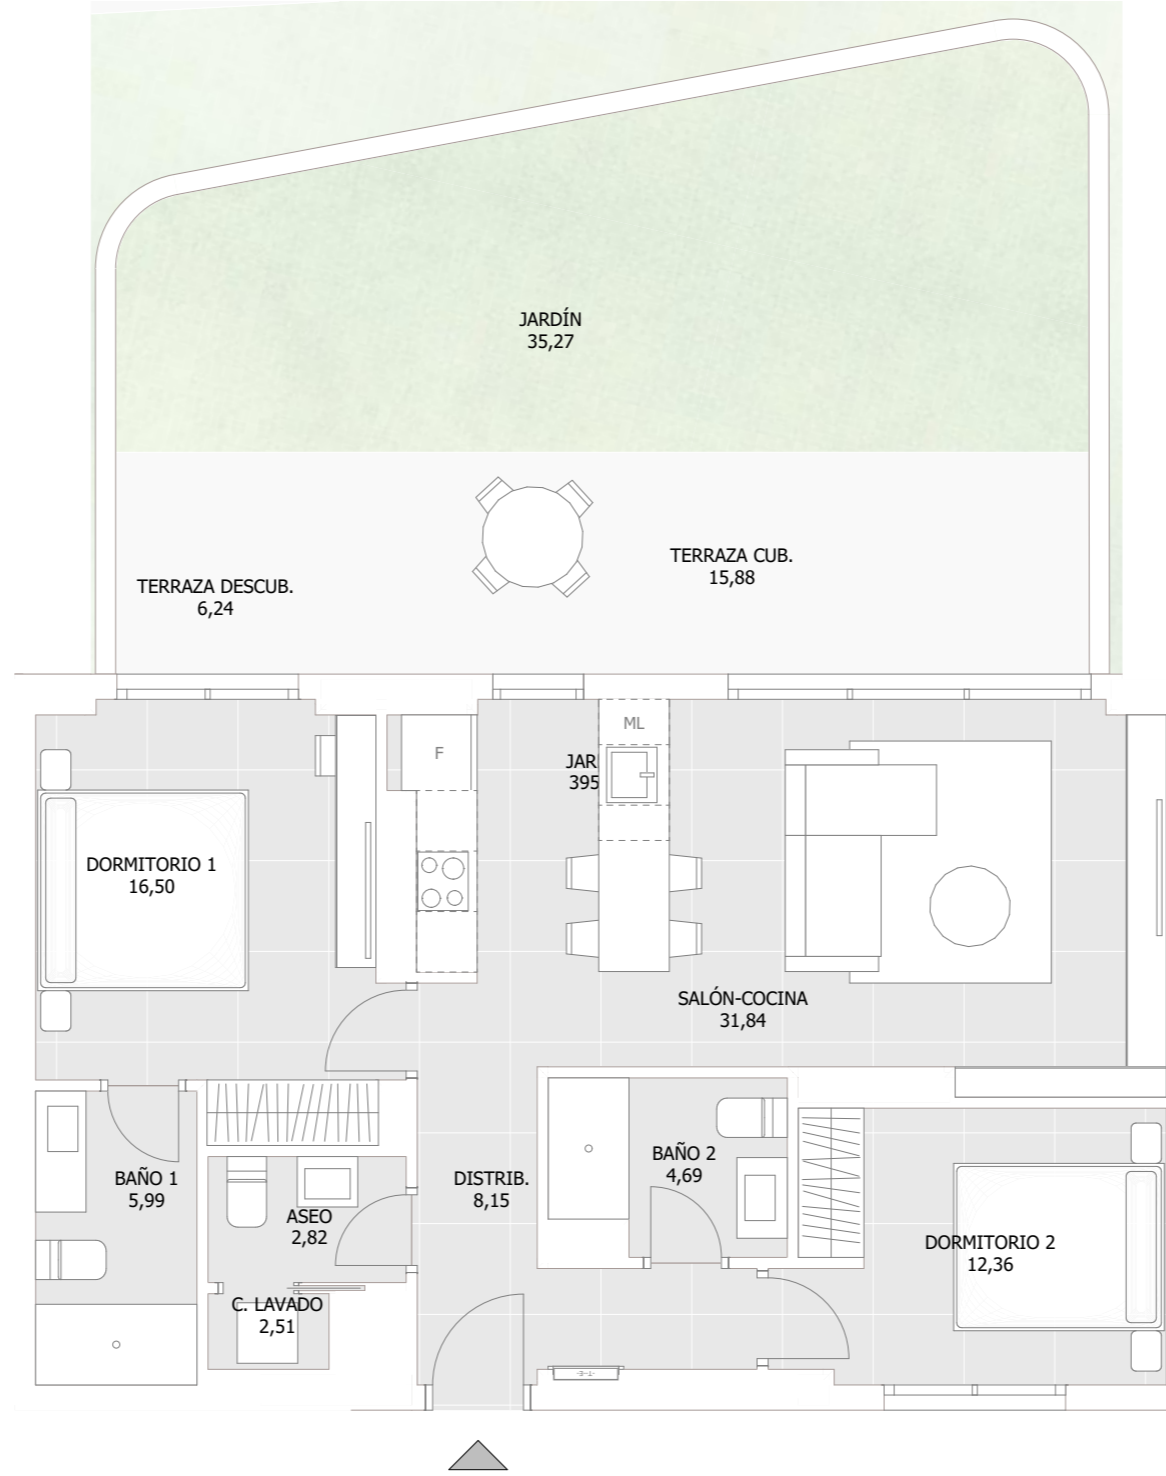 JARDÍN
35,27
TERRAZA CUB.
15,88
TERRAZA DESCUB.
6,24
ML
F
JAR
395
DORMITORIO 1
16,50
SALÓN-COCINA
31,84
BAÑO 1
5,99
ASEO
2,82
DISTRIB.
8,15
BAÑO 2
4,69
DORMITORIO 2
12,36
C. LAVADO
2,51
-T-E-